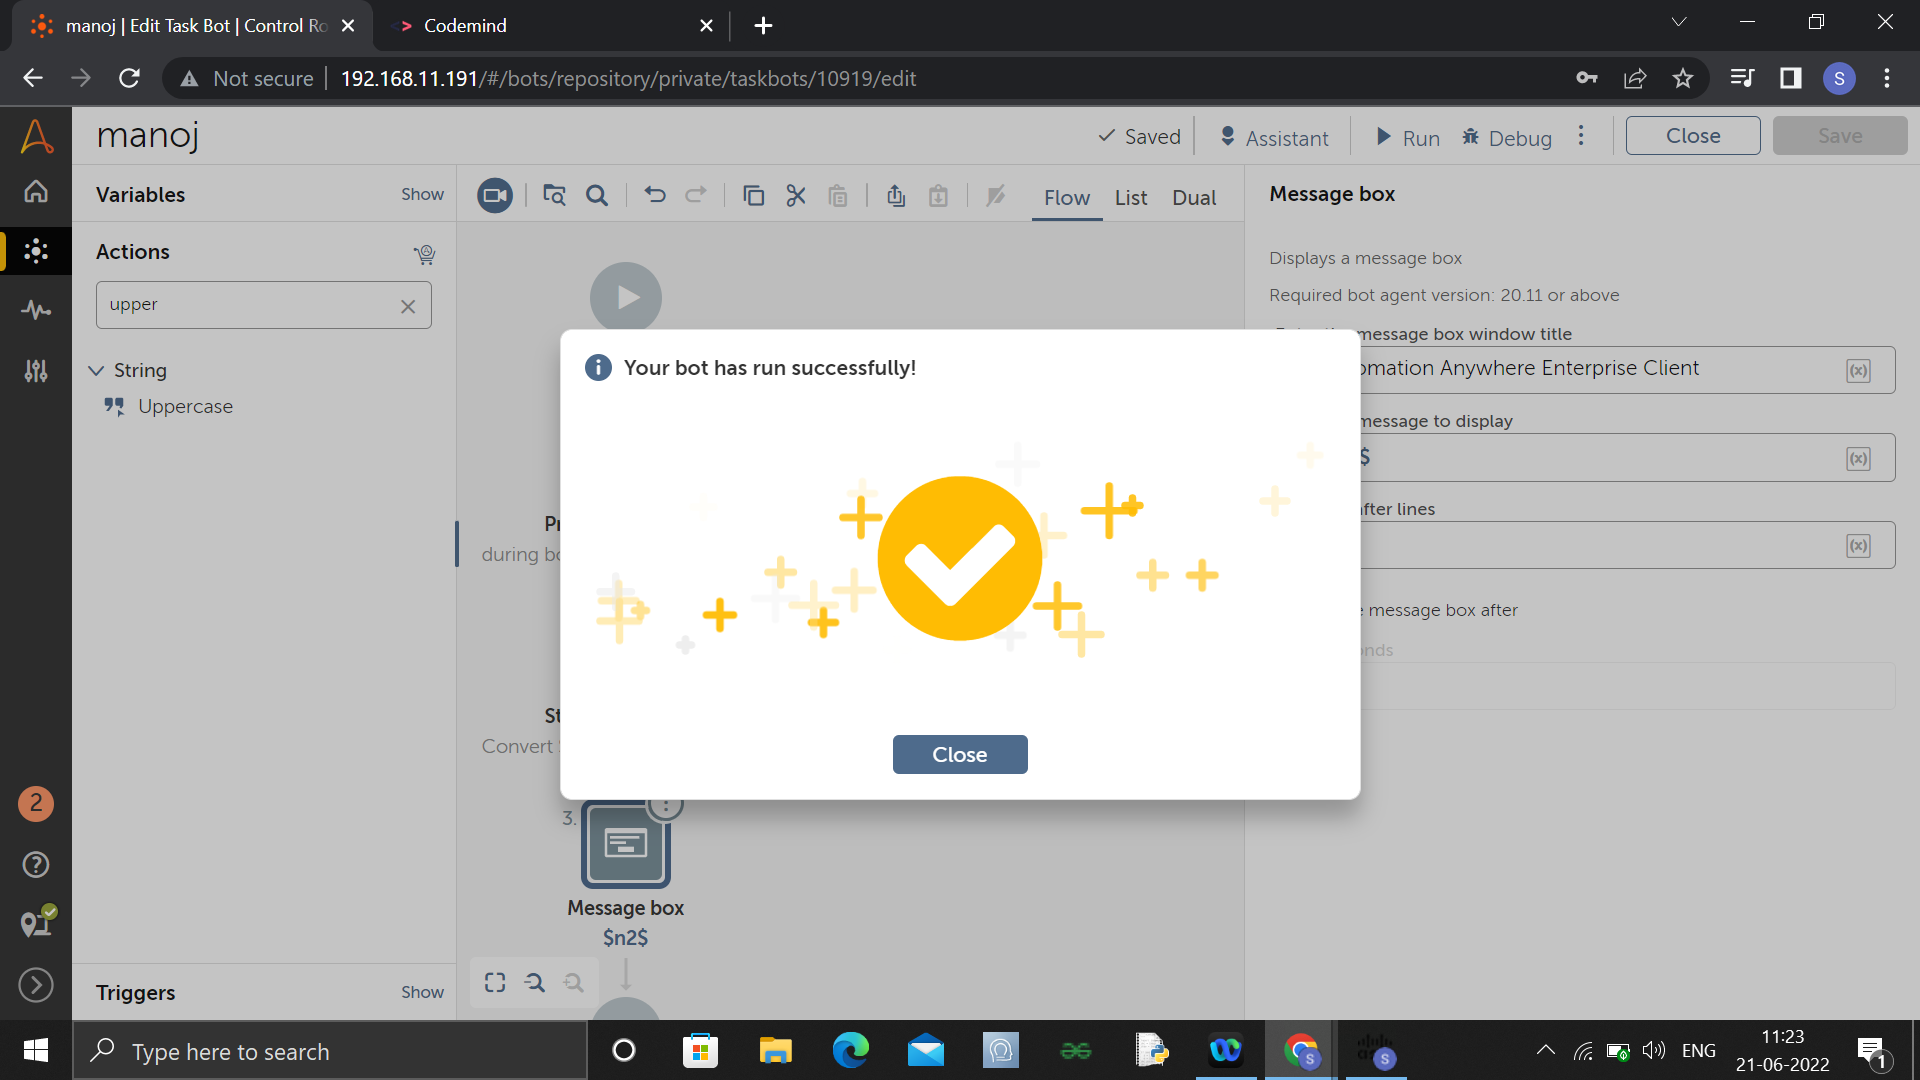 manoj | Edit Task Bot | Control Ro
Codemind
Not secure
192.168.11.191/#/bots/repository/private/taskbots/10919/edit
S
manoj
Saved
Assistant
Run
Debug
Close
Save
Variables
Show
Flow
List
Dual
Message box
Actions
Displays a message box
Required bot agent version: 20.11 or above
upper
message box window title
omation Anywhere Enterprise Client
(x)
String
Uppercase
Your bot has run successfully!
message to display
$
(x)
fter lines
(x)
Pr
during bo
message box after
onds
St
Convert
Close
3.
Message box
$n2$
2
Triggers
Show
Type here to search
S
S
ENG
11:23
21-06-2022
1